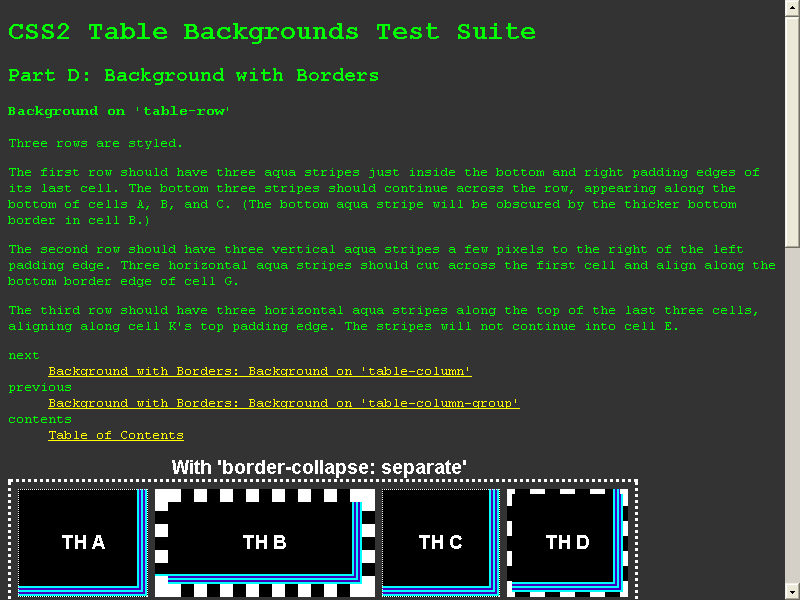 CSS2 Table Backgrounds Test Suite
Part D: Background with Borders
Background on 'table-row'
Three rows are styled.
The first row should have three aqua stripes just inside the bottom and right padding edges of
its last cell. The bottom three stripes should continue across the row, appearing along the
bottom of cells A, B, and C. (The bottom aqua stripe will be obscured by the thicker bottom
border in cell B.)
The second row should have three vertical aqua stripes a few pixels to the right of the left
padding edge. Three horizontal aqua stripes should cut across the first cell and align along the
bottom border edge of cell G.
The third row should have three horizontal aqua stripes along the top of the last three cells,
aligning along cell K's top padding edge. The stripes will not continue into cell E.
next
Background with Borders: Background on 'table-column'
previous
Background with Borders: Background on 'table-column-group'
contents
Table of Contents
With 'border-collapse: separate'
TH A TH B TH C TH D